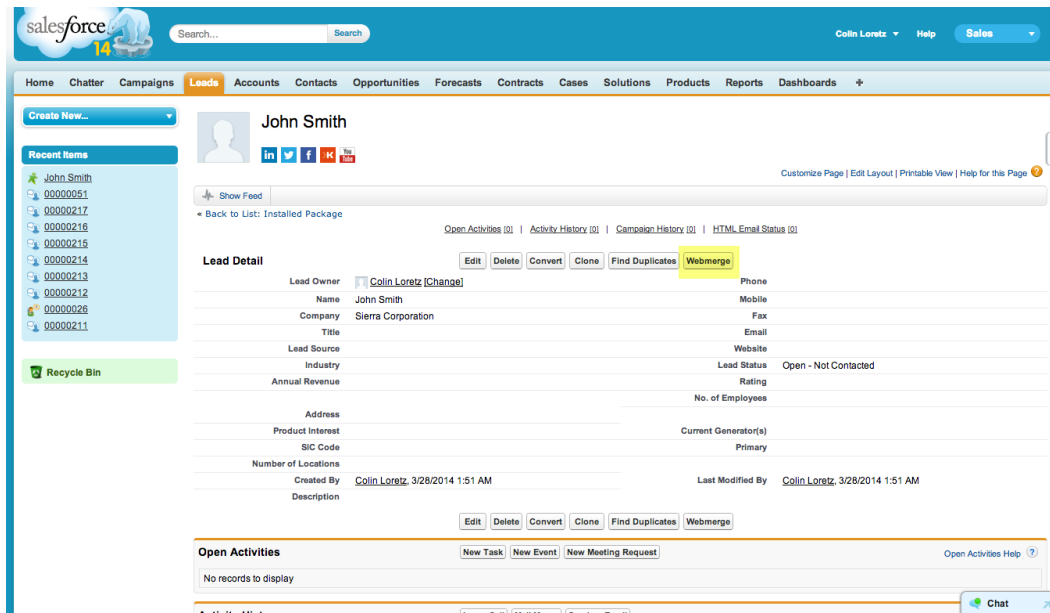 salesforce
14
Search...
Search
Colin Loretz
Help
Sales
Home Chatter Campaigns Leads Accounts Contacts Opportunities Forecasts Contracts Cases Solutions Products Reports Dashboards +
Create New...
Recent Items
John Smith
00000051
00000217
00000216
00000215
00000214
00000213
00000212
00000026
00000211
Recycle Bin
John Smith
in f K You Tube
Customize Page | Edit Layout | Printable View | Help for this Page ?
Show Feed
« Back to List: Installed Package
Open Activities [0] | Activity History [0] | Campaign History [0] | HTML Email Status [0]
Lead Detail Edit Delete Convert Clone Find Duplicates Webmerge
Lead Owner Colin Loretz [Change] Phone
Name John Smith Mobile
Company Sierra Corporation Fax
Title Email
Lead Source Website
Industry Lead Status Open - Not Contacted
Annual Revenue Rating
No. of Employees
Address
Product Interest Current Generator(s)
SIC Code Primary
Number of Locations
Created By Colin Loretz, 3/28/2014 1:51 AM Last Modified By Colin Loretz, 3/28/2014 1:51 AM
Description
Edit Delete Convert Clone Find Duplicates Webmerge
Open Activities New Task New Event New Meeting Request Open Activities Help ?
No records to display
Chat